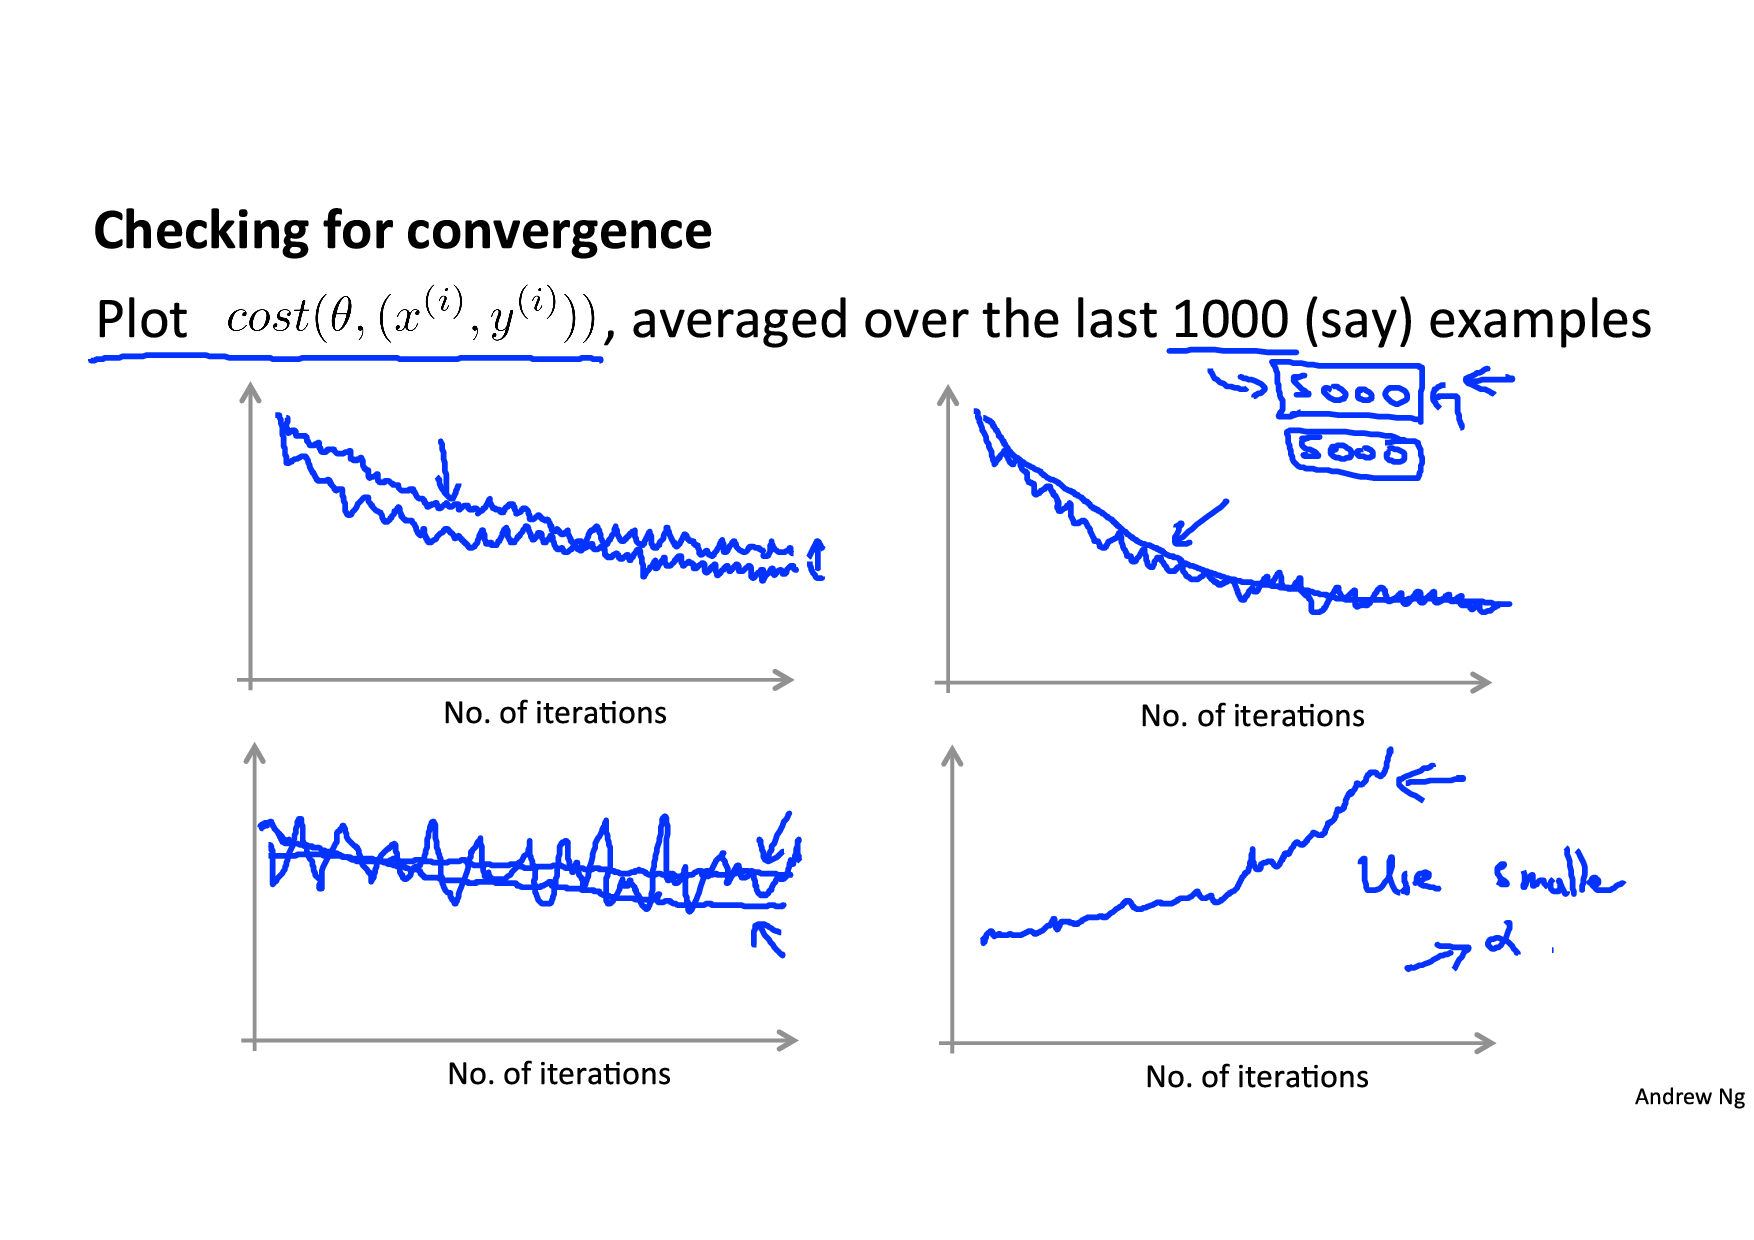 Checking for convergence
Plot cost(θ, (x^(i), y^(i))), averaged over the last 1000 (say) examples
5000
5000
No. of iterations
No. of iterations
Use smaller
α
No. of iterations
No. of iterations
Andrew Ng